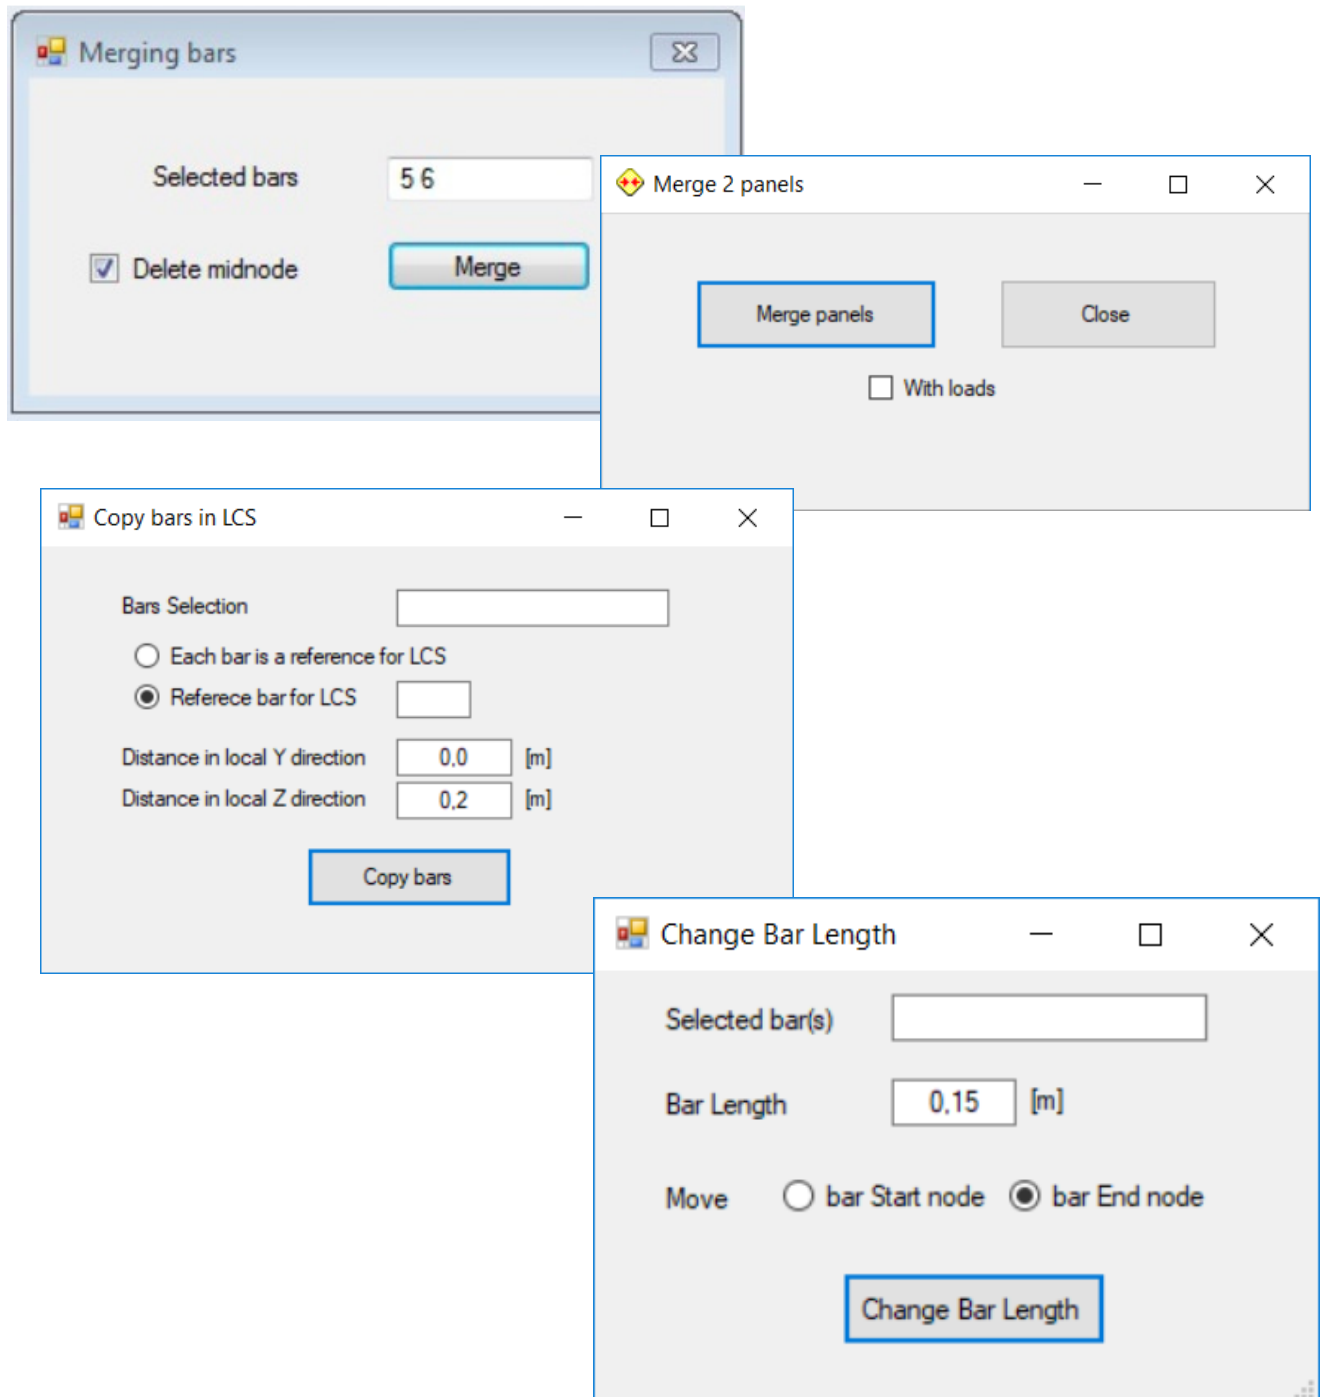 Merging bars
Selected bars 5 6
Delete midnode Merge
Merge 2 panels
Merge panels Close
With loads
Copy bars in LCS
Bars Selection
Each bar is a reference for LCS
Referece bar for LCS
Distance in local Y direction 0,0 [m]
Distance in local Z direction 0,2 [m]
Copy bars
Change Bar Length
Selected bar(s)
Bar Length 0,15 [m]
Move bar Start node bar End node
Change Bar Length